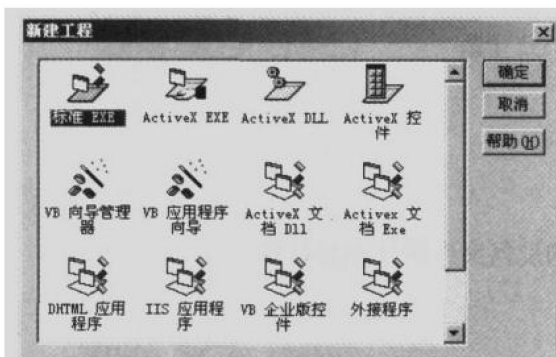 新建工程
确定
取消
帮助(H)
标准 EXE
ActiveX EXE
ActiveX DLL
ActiveX 控
件
VB 向导管理
器
VB 应用程序
向导
ActiveX 文
档 Dll
Activex 文
档 Exe
DHTML 应用
程序
IIS 应用程
序
VB 企业版控
件
外接程序